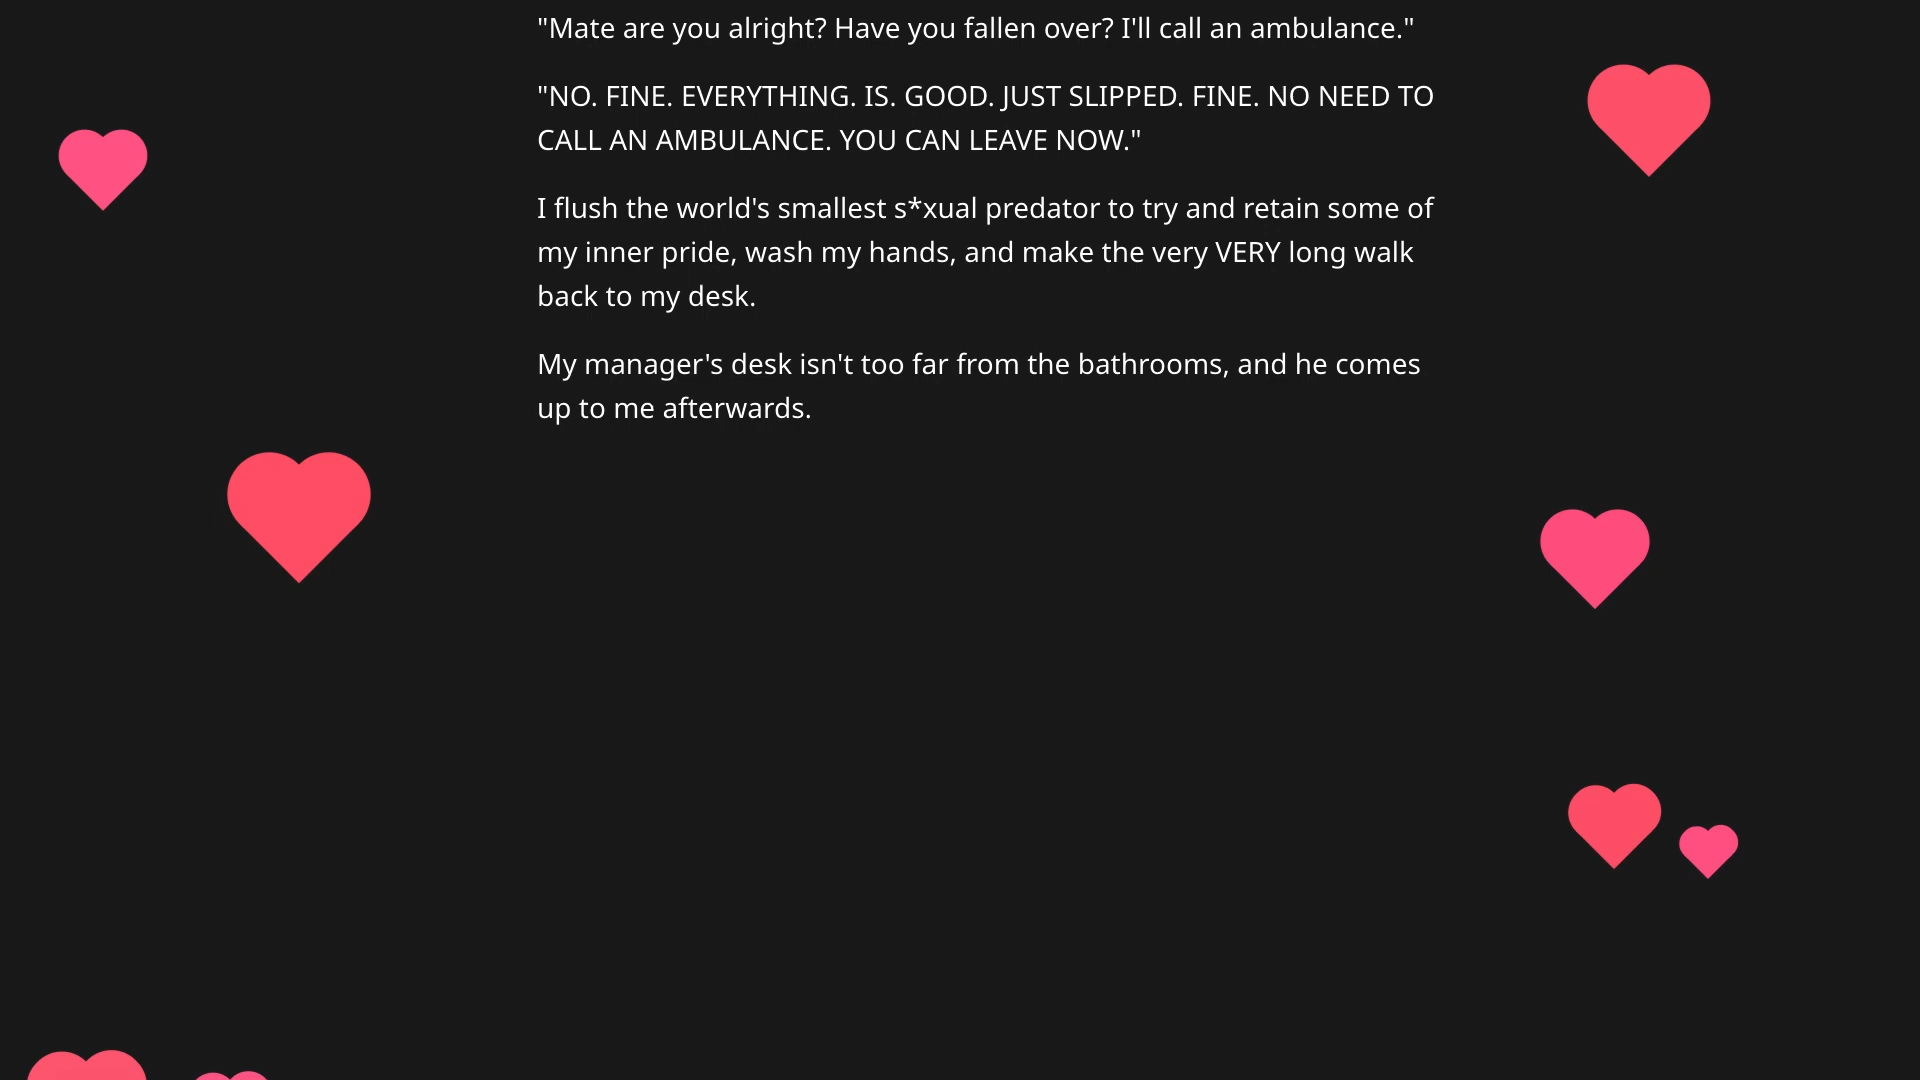 "Mate are you alright? Have you fallen over? I'll call an ambulance."
"NO. FINE. EVERYTHING. IS. GOOD. JUST SLIPPED. FINE. NO NEED TO
CALL AN AMBULANCE. YOU CAN LEAVE NOW."
I flush the world's smallest s*xual predator to try and retain some of
my inner pride, wash my hands, and make the very VERY long walk
back to my desk.
My manager's desk isn't too far from the bathrooms, and he comes
up to me afterwards.